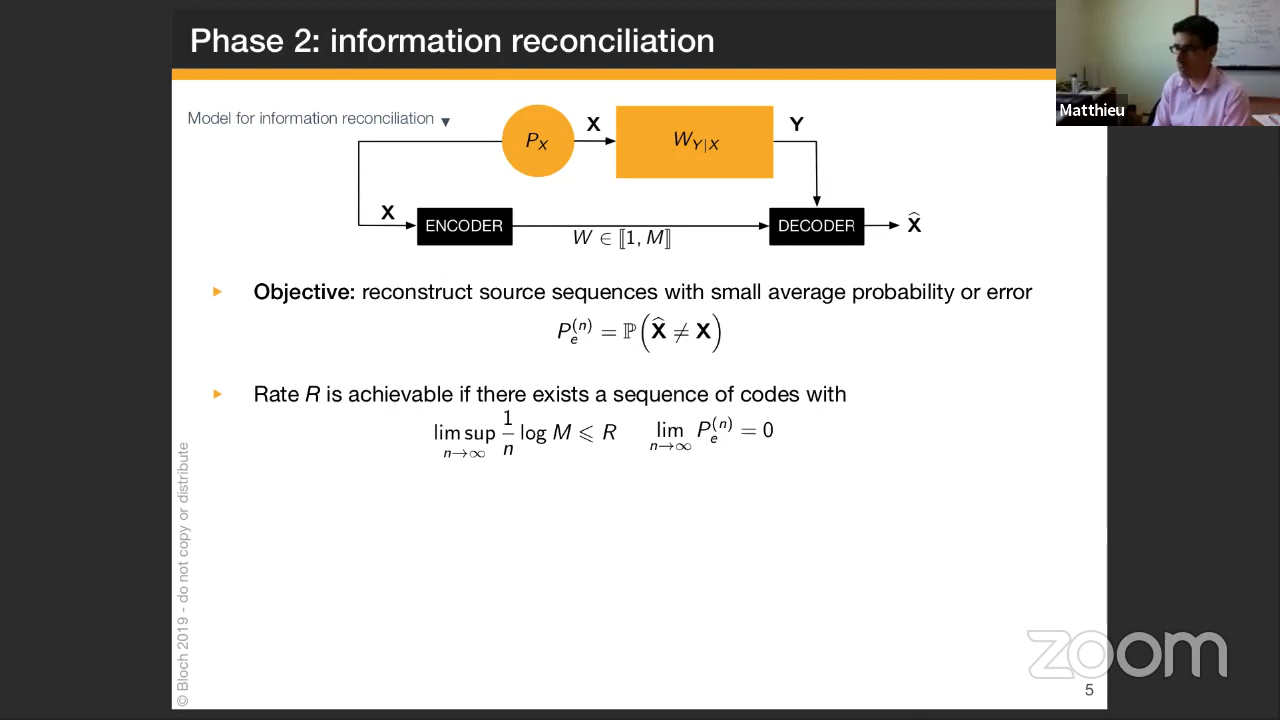 Phase 2: information reconciliation
Matthieu
Model for information reconciliation ▼
P_X
X
W_{Y|X}
Y
X
ENCODER
W ∈ ⟦1, M⟧
DECODER
X̂
Objective: reconstruct source sequences with small average probability or error
P_e^{(n)} = ℙ(X̂ ≠ X)
Rate R is achievable if there exists a sequence of codes with
lim sup_{n→∞} 1/n log M ⩽ R lim_{n→∞} P_e^{(n)} = 0
© Bloch 2019 - do not copy or distribute
zoom
5